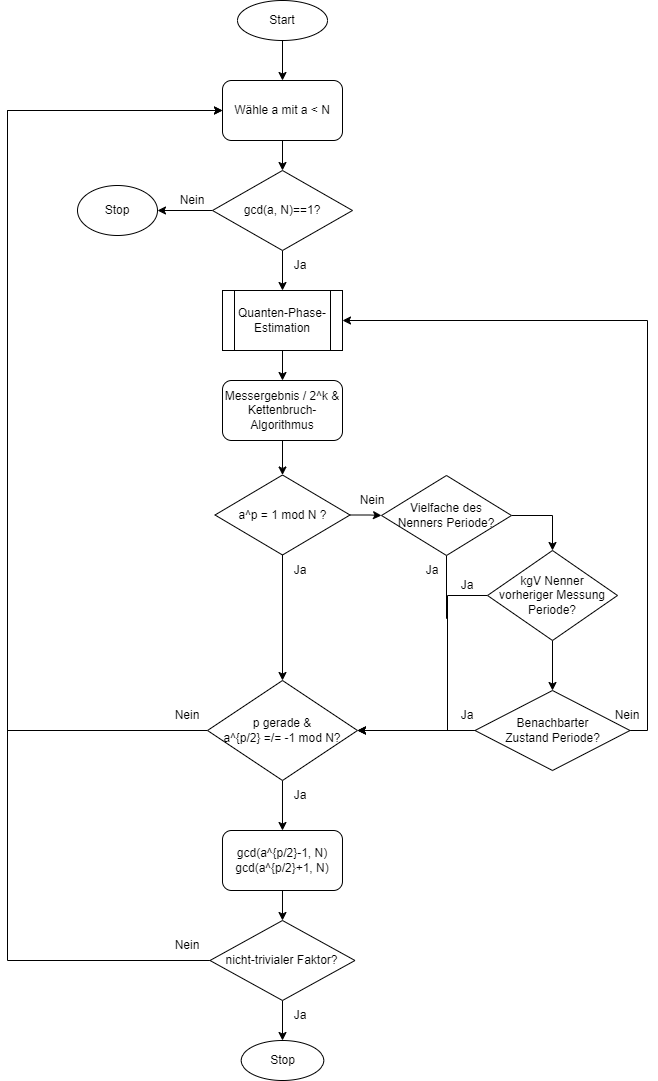 Start
Wähle a mit a < N
Nein
Stop
gcd(a, N)==1?
Ja
Quanten-Phase-
Estimation
Messergebnis / 2^k &
Kettenbruch-
Algorithmus
a^p = 1 mod N ?
Nein
Vielfache des
Nenners Periode?
Ja
Ja
Ja
kgV Nenner
vorheriger Messung
Periode?
Nein
p gerade &
a^{p/2} =/= -1 mod N?
Ja
Benachbarter
Zustand Periode?
Nein
Ja
gcd(a^{p/2}-1, N)
gcd(a^{p/2}+1, N)
Nein
nicht-trivialer Faktor?
Ja
Stop